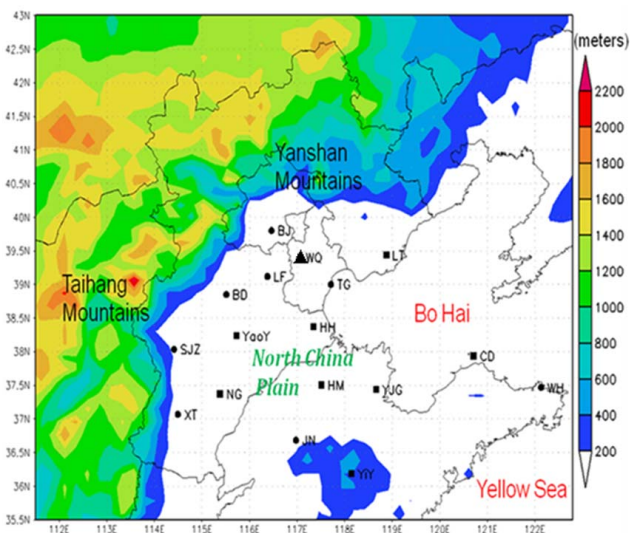 43N
(meters)
42.5N
42N
2200
41.5N
2000
41N
Yanshan
1800
Mountains
40.5N
1600
40N
BJ
1400
39.5N
WQ
LT
1200
39N
Taihang
LF
TG
1000
Mountains
BD
Bo Hai
38.5N
HH
800
YaoY
38N
SJZ
North China
CD
600
37.5N
Plain
NG
HM
YJG
WH
400
37N
XT
200
36.5N
JN
36N
YiY
Yellow Sea
35.5N
112E 113E 114E 115E 116E 117E 118E 119E 120E 121E 122E